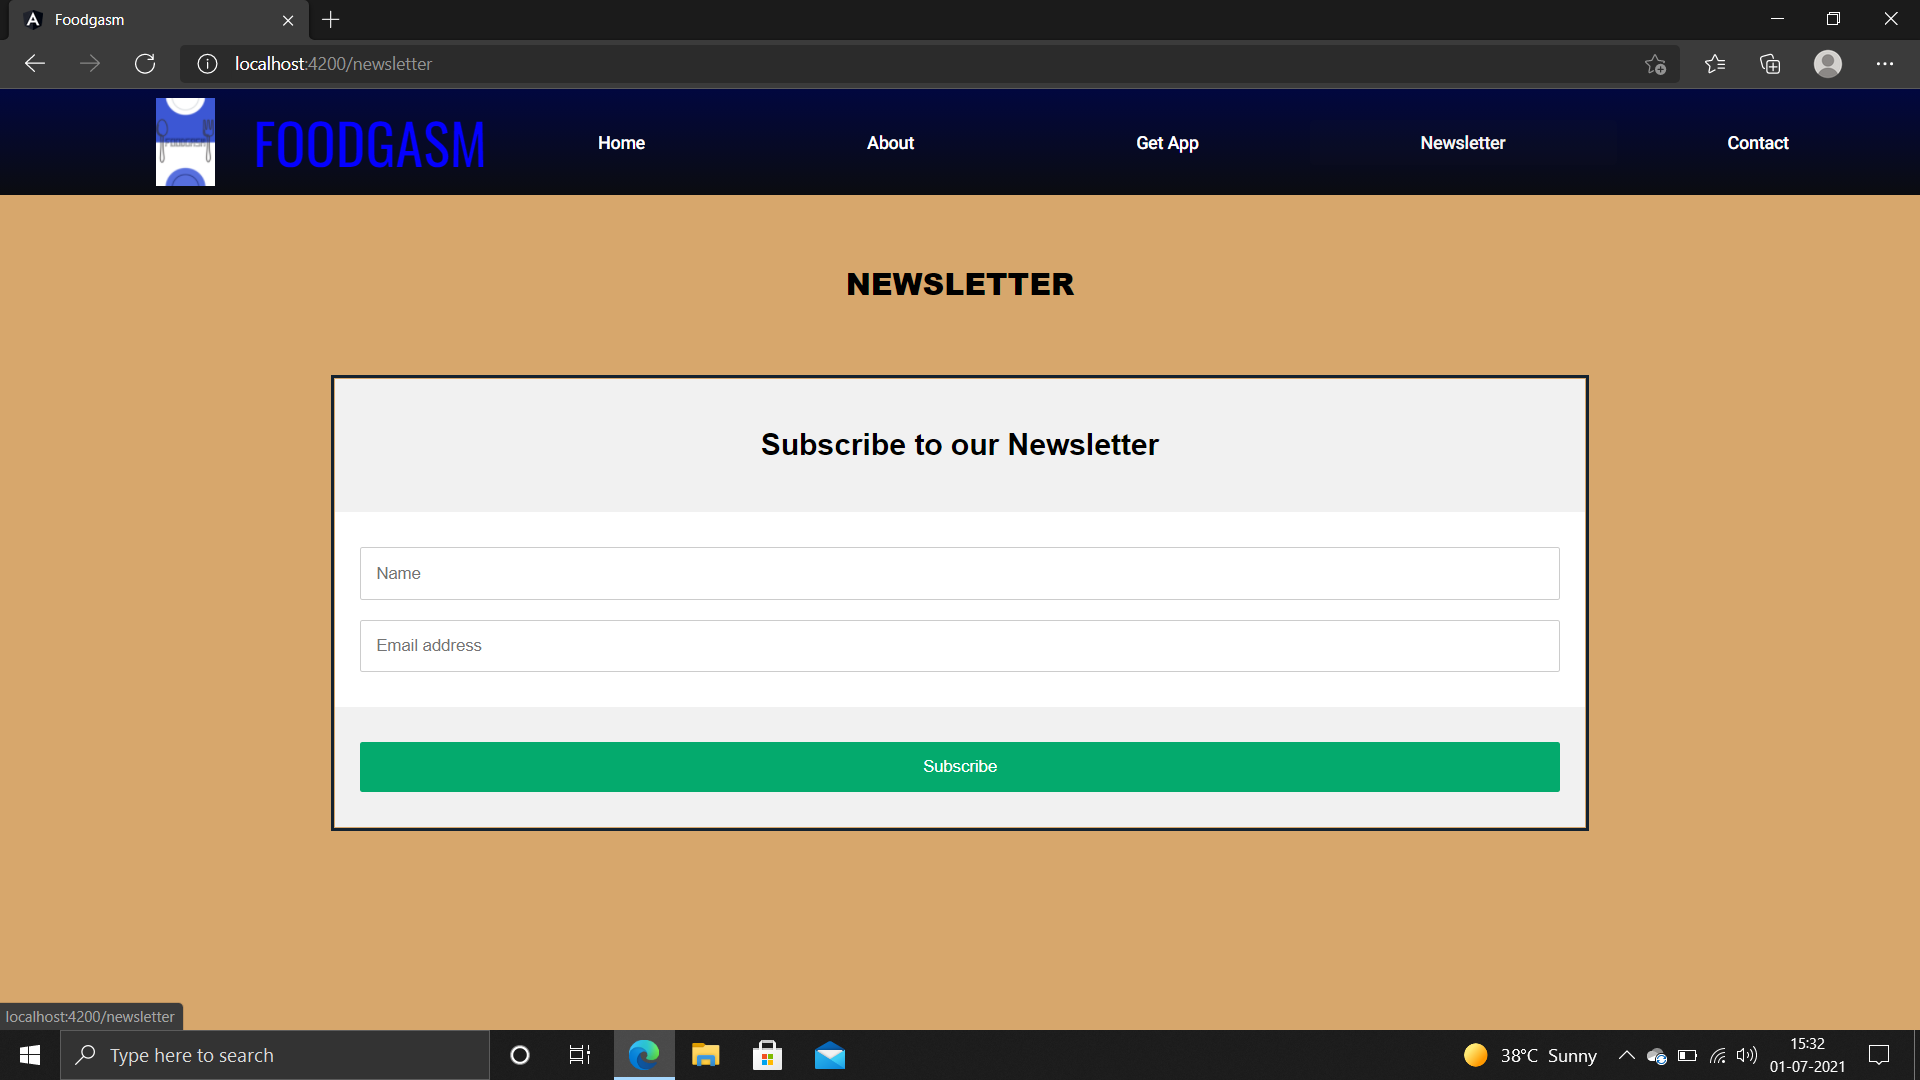 Foodgasm
localhost:4200/newsletter
FOODGASM
FOODGASM Home About Get App Newsletter Contact
NEWSLETTER
Subscribe to our Newsletter
Name
Email address
Subscribe
localhost:4200/newsletter
Type here to search
38°C Sunny
15:32
01-07-2021